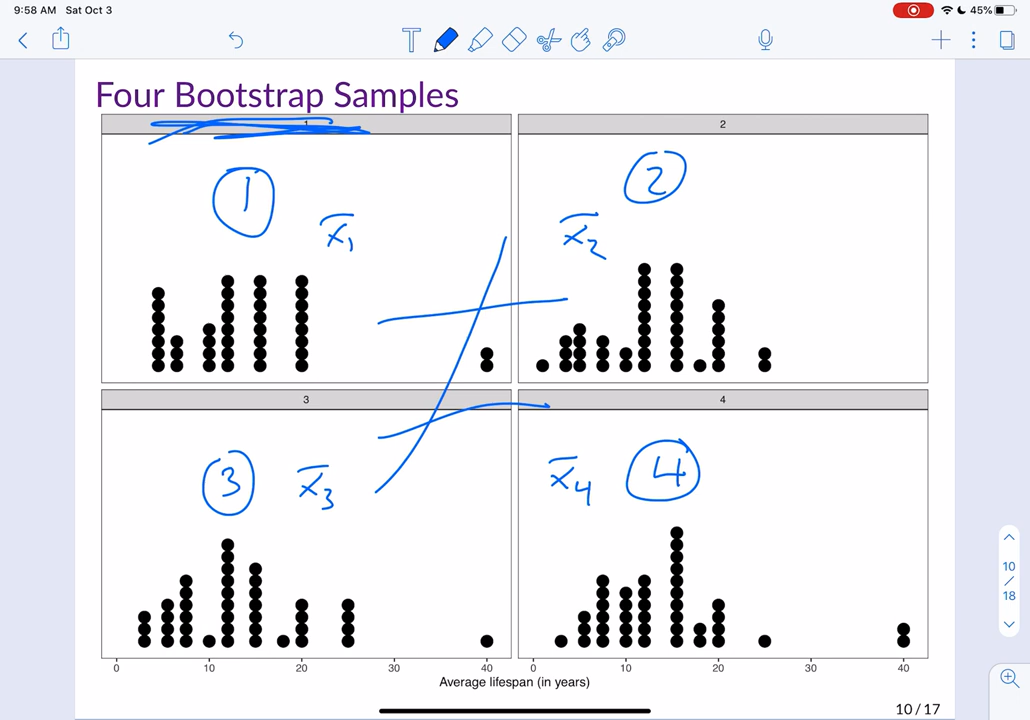 9:58 AM Sat Oct 3
45%
T
Four Bootstrap Samples
1
2
1
2
x̄₁
x̄₂
3
4
3
x̄₃
x̄₄
4
0 10 20 30 40
0 10 20 30 40
Average lifespan (in years)
10
/
18
10 / 17